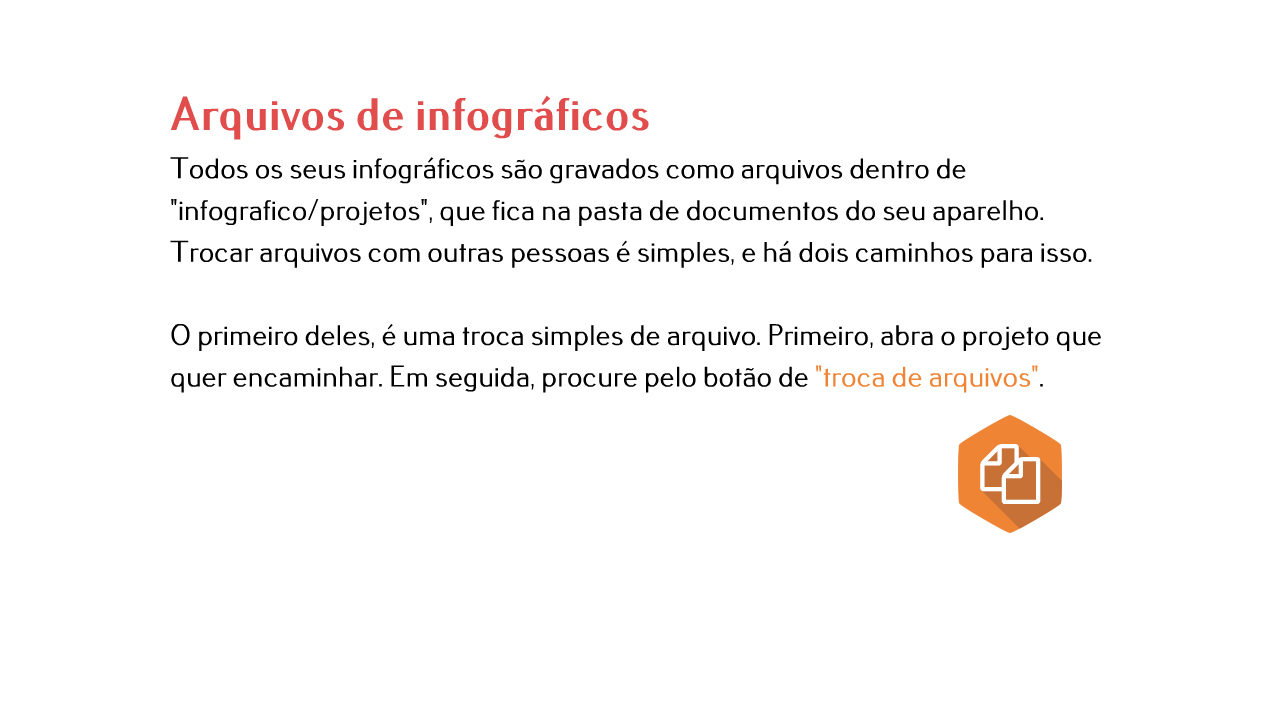 Arquivos de infográficos
Todos os seus infográficos são gravados como arquivos dentro de
"infografico/projetos", que fica na pasta de documentos do seu aparelho.
Trocar arquivos com outras pessoas é simples, e há dois caminhos para isso.
O primeiro deles, é uma troca simples de arquivo. Primeiro, abra o projeto que
quer encaminhar. Em seguida, procure pelo botão de "troca de arquivos".